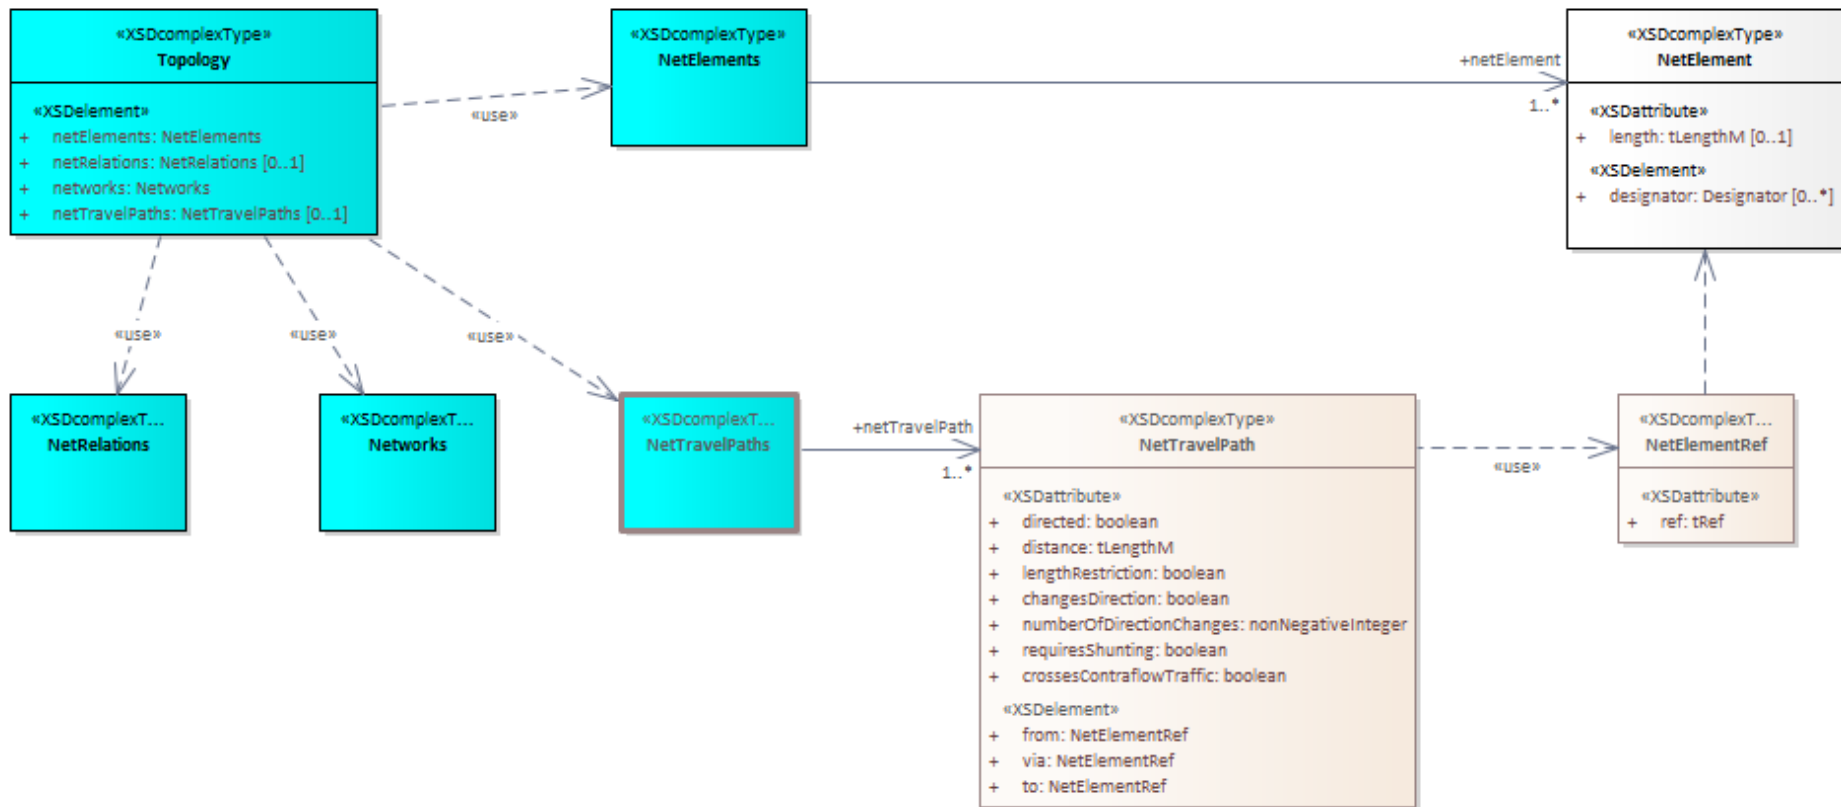 «XSDcomplexType»
Topology
«XSDelement»
+ netElements: NetElements
+ netRelations: NetRelations [0..1]
+ networks: Networks
+ netTravelPaths: NetTravelPaths [0..1]
«use»
«XSDcomplexType»
NetElements
+netElement
1..*
«XSDcomplexType»
NetElement
«XSDattribute»
+ length: tLengthM [0..1]
«XSDelement»
+ designator: Designator [0..*]
«use»
«use»
«use»
«XSDcomplexT...
NetRelations
«XSDcomplexT...
Networks
«XSDcomplexT...
NetTravelPaths
+netTravelPath
1..*
«XSDcomplexType»
NetTravelPath
«XSDattribute»
+ directed: boolean
+ distance: tLengthM
+ lengthRestriction: boolean
+ changesDirection: boolean
+ numberOfDirectionChanges: nonNegativeInteger
+ requiresShunting: boolean
+ crossesContraflowTraffic: boolean
«XSDelement»
+ from: NetElementRef
+ via: NetElementRef
+ to: NetElementRef
«use»
«XSDcomplexT...
NetElementRef
«XSDattribute»
+ ref: tRef